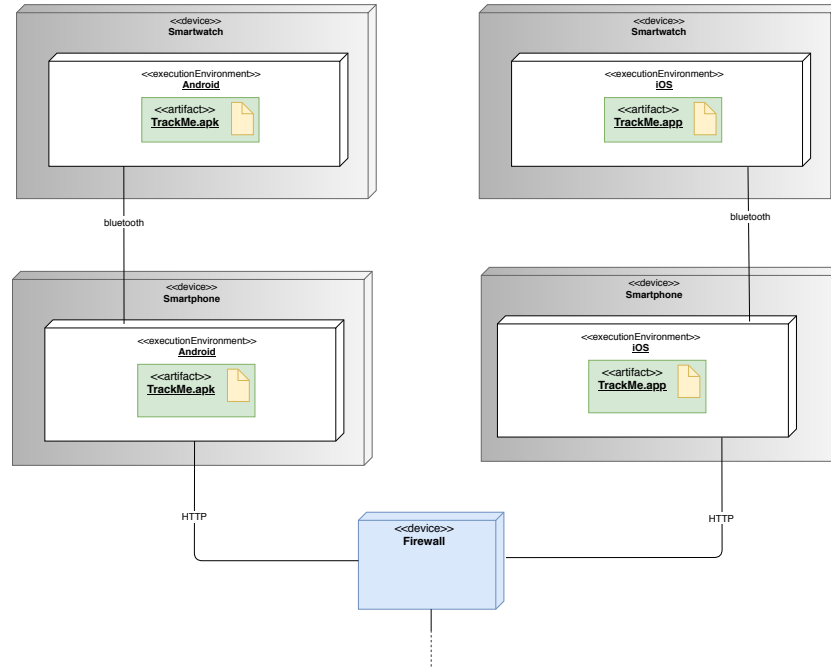 <<device>>
Smartwatch
<<executionEnvironment>>
Android
<<artifact>>
TrackMe.apk
<<device>>
Smartwatch
<<executionEnvironment>>
iOS
<<artifact>>
TrackMe.app
bluetooth
bluetooth
<<device>>
Smartphone
<<executionEnvironment>>
Android
<<artifact>>
TrackMe.apk
<<device>>
Smartphone
<<executionEnvironment>>
iOS
<<artifact>>
TrackMe.app
HTTP
HTTP
<<device>>
Firewall